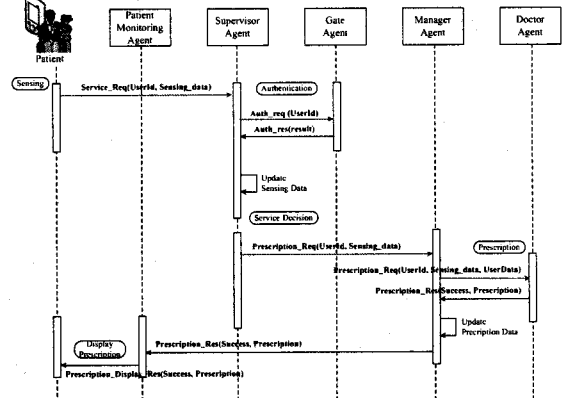 Patient
Monitoring
Agent
Supervisor
Agent
Gate
Agent
Manager
Agent
Doctor
Agent
Patient
Sensing
Service_Req(UserId, Sensing_data)
Authentication
Auth_req (UserId)
Auth_res(result)
Update
Sensing Data
Service Decision
Prescription_Req(UserId, Sensing_data)
Prescription
Prescription_Req(UserId, Sensing_data, UserData)
Prescription_Res(Success, Prescription)
Update
Precription Data
Display
Prescription
Prescription_Res(Success, Prescription)
Prescription_Display_Res(Success, Prescription)